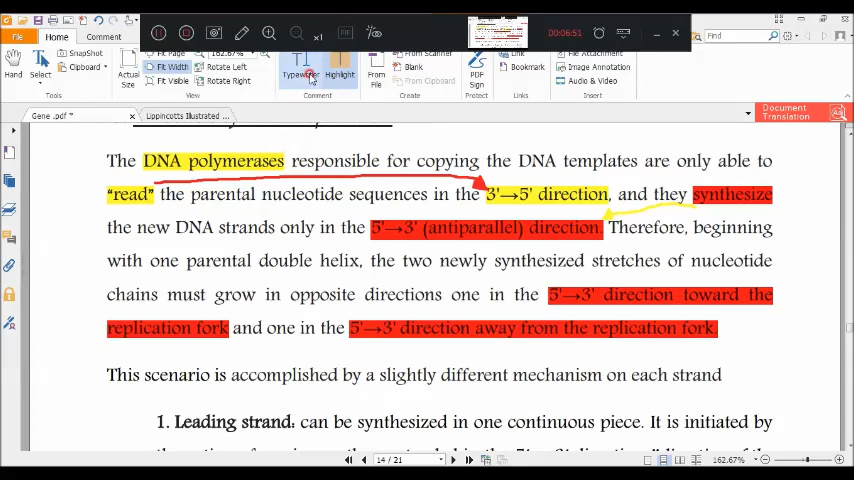 PIF
x1
00:06:51
File Home Comment
Find
SnapShot
Fit Page 162.67%
From Scanner
File Attachment
Hand Select Clipboard Actual Size Fit Width Rotate Left Typewriter Highlight From File Blank PDF Sign Bookmark Image Annotation
Fit Visible Rotate Right From Clipboard Audio & Video
Tools View Comment Create Protect Links Insert
Gene .pdf * Lippincotts Illustrated ... Document Translation
The DNA polymerases responsible for copying the DNA templates are only able to
“read” the parental nucleotide sequences in the 3'→5' direction, and they synthesize
the new DNA strands only in the 5'→3' (antiparallel) direction. Therefore, beginning
with one parental double helix, the two newly synthesized stretches of nucleotide
chains must grow in opposite directions one in the 5'→3' direction toward the
replication fork and one in the 5'→3' direction away from the replication fork.
This scenario is accomplished by a slightly different mechanism on each strand
1. Leading strand: can be synthesized in one continuous piece. It is initiated by
14 / 21
162.67%